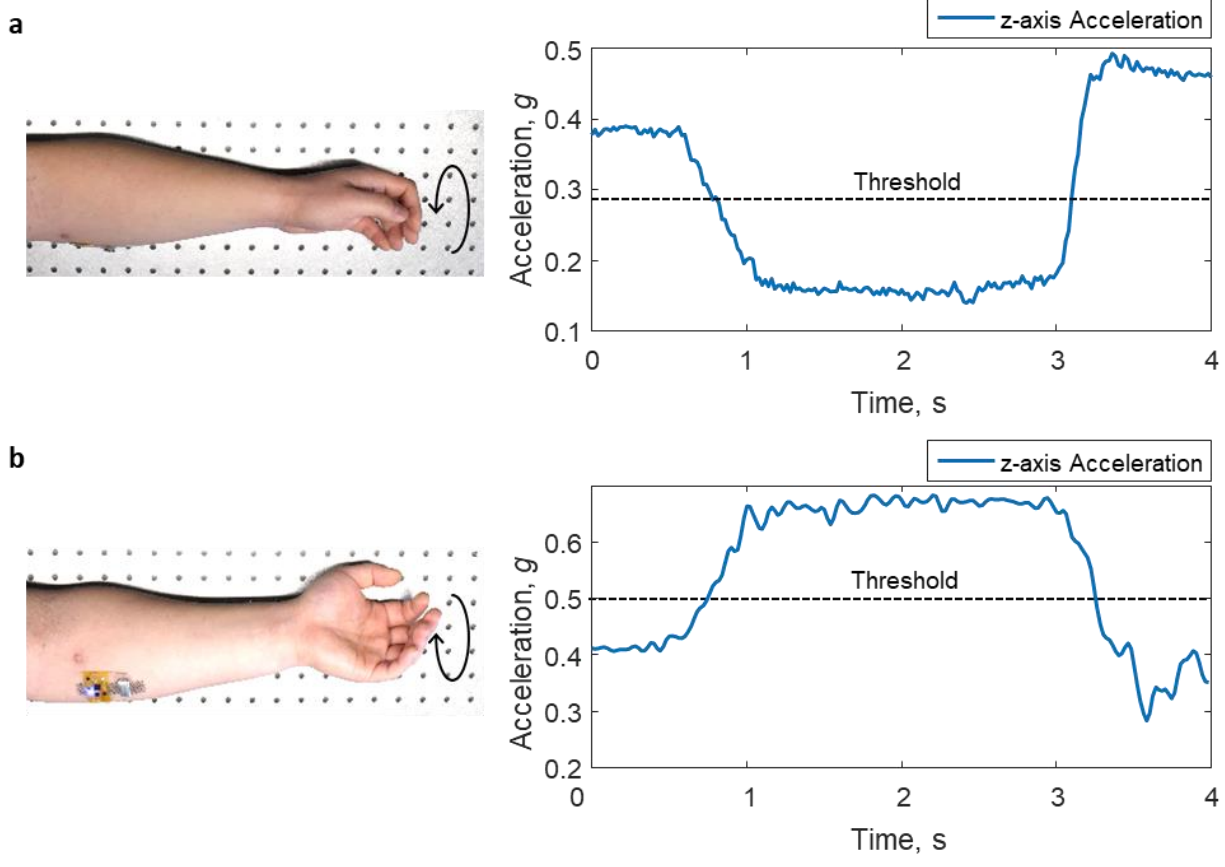 a
z-axis Acceleration
Acceleration, g
0.5
0.4
0.3
0.2
0.1
Threshold
0 1 2 3 4
Time, s
b
z-axis Acceleration
Acceleration, g
0.6
0.5
0.4
0.3
0.2
Threshold
0 1 2 3 4
Time, s